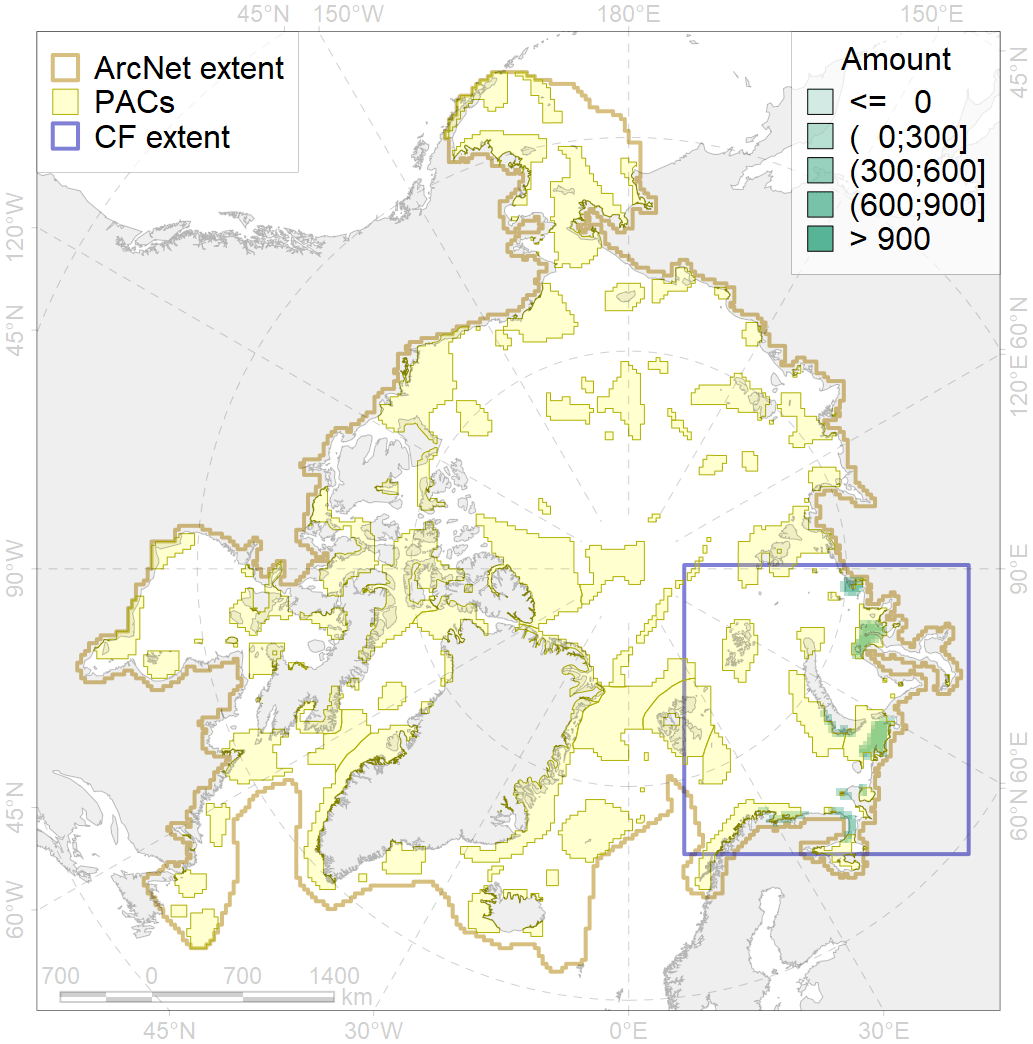 45°N 150°W 180°E 150°E
ArcNet extent
PACs
CF extent
Amount
<= 0
( 0;300]
(300;600]
(600;900]
> 900
45°N
120°W
60°N
45°N
120°E
90°W
90°E
60°E
45°N
60°N
60°W
700 0 700 1400
km
45°N 30°W 0°E 30°E